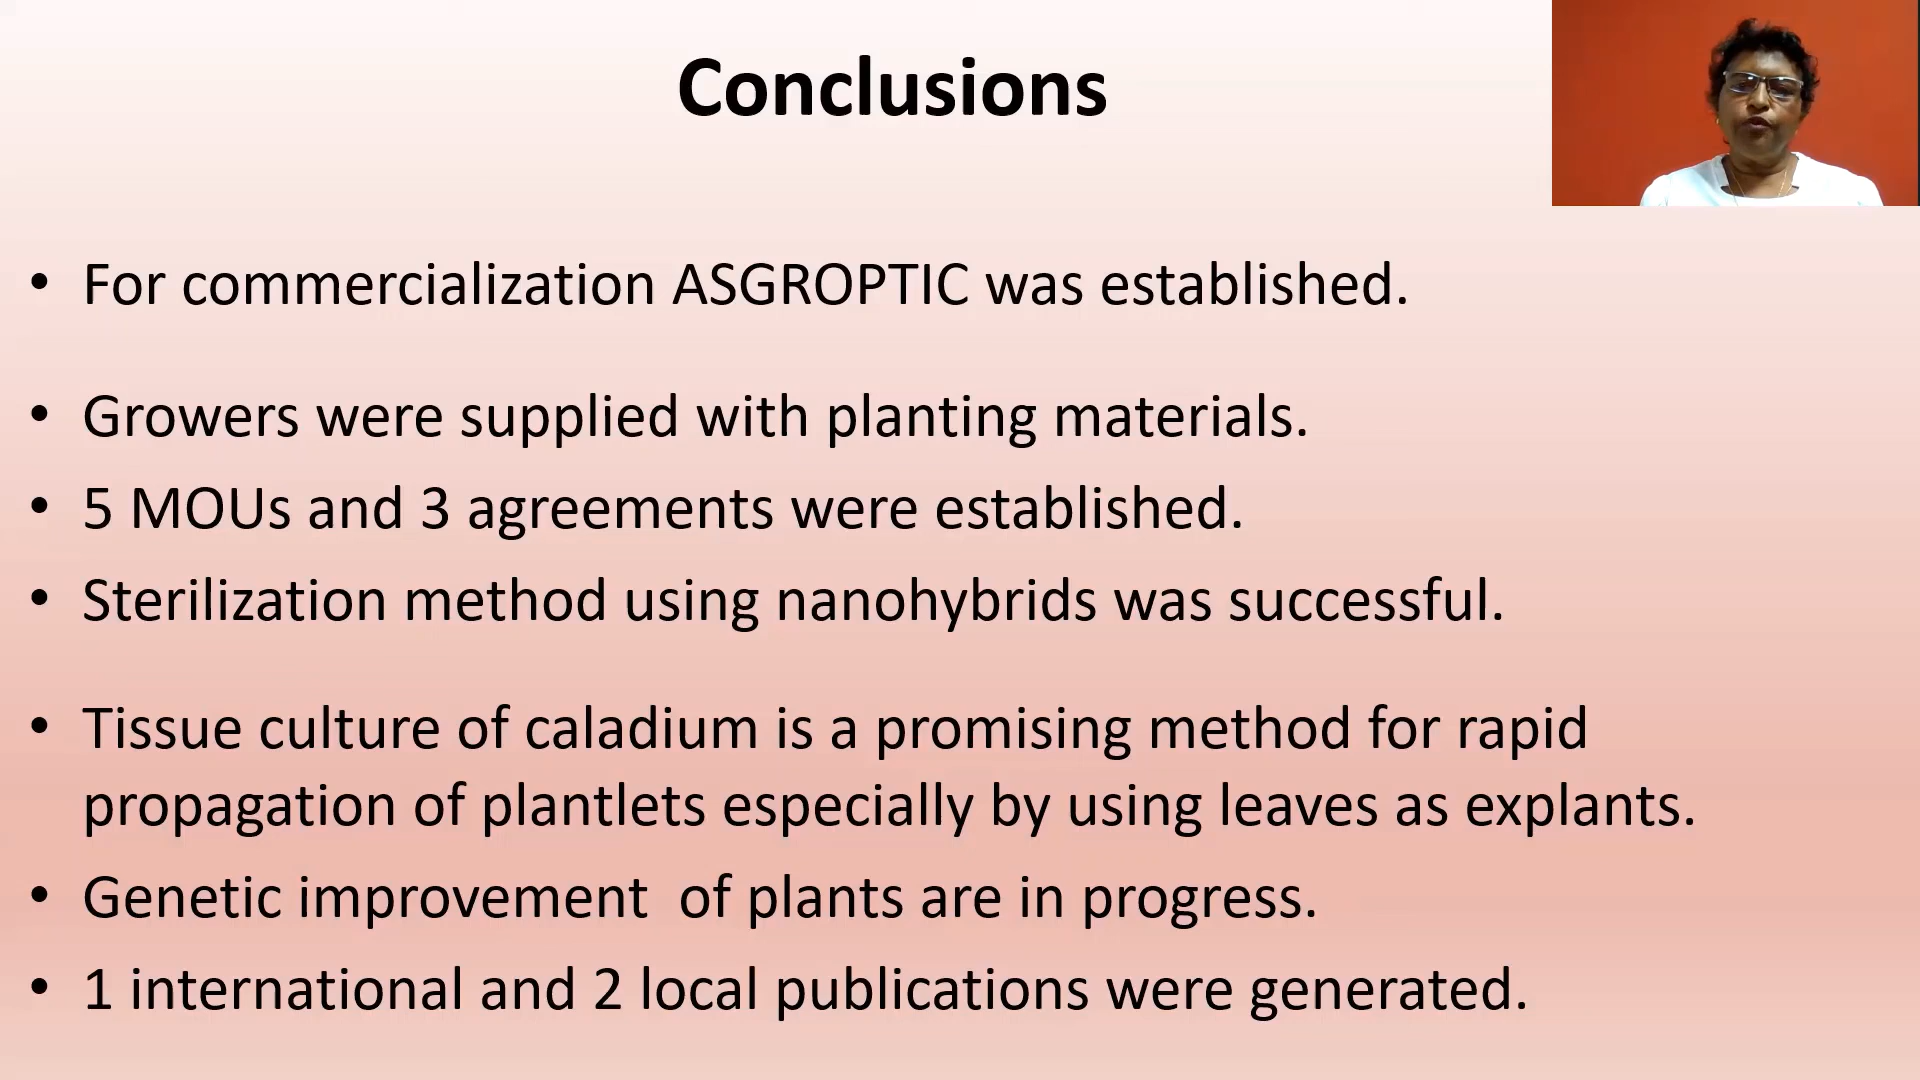 Conclusions
• For commercialization ASGROPTIC was established.
• Growers were supplied with planting materials.
• 5 MOUs and 3 agreements were established.
• Sterilization method using nanohybrids was successful.
• Tissue culture of caladium is a promising method for rapid
propagation of plantlets especially by using leaves as explants.
• Genetic improvement  of plants are in progress.
• 1 international and 2 local publications were generated.